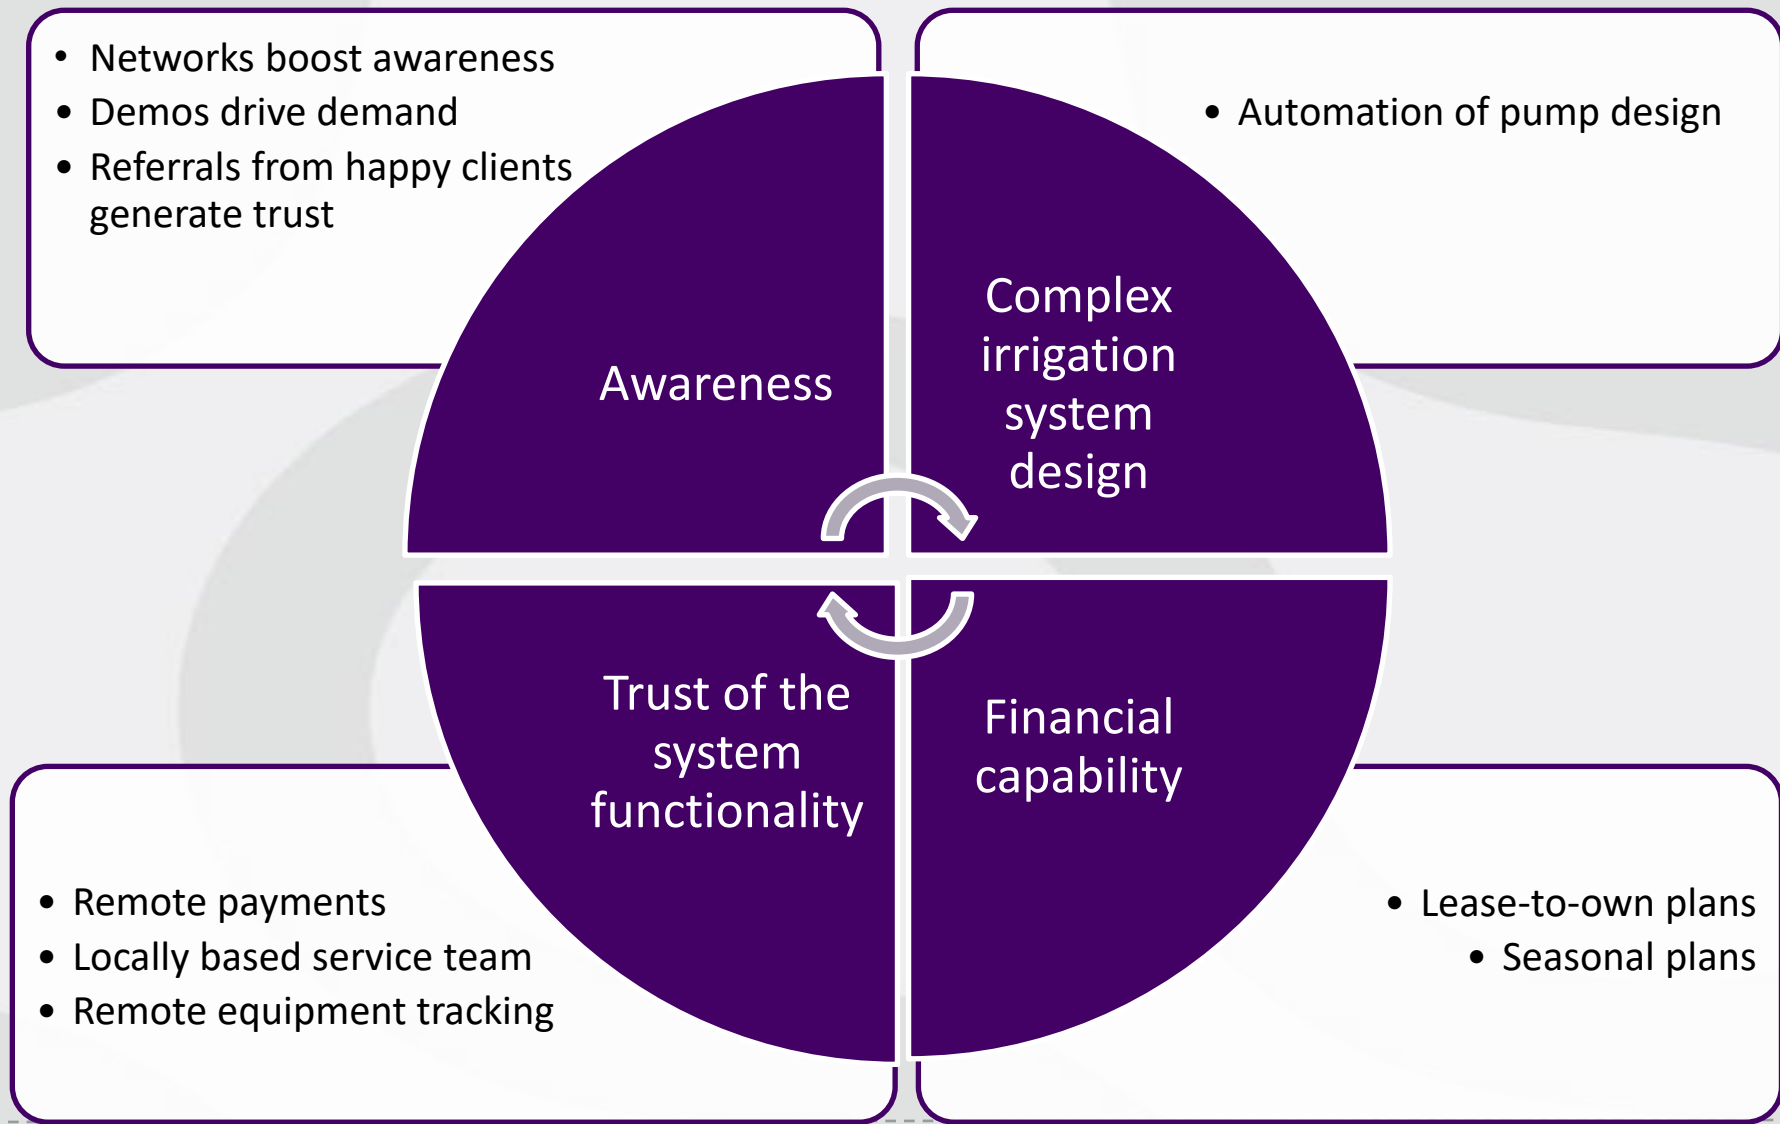 • Networks boost awareness
• Demos drive demand
• Referrals from happy clients
generate trust
• Automation of pump design
Awareness
Complex
irrigation
system
design
Trust of the
system
functionality
Financial
capability
• Remote payments
• Locally based service team
• Remote equipment tracking
• Lease-to-own plans
• Seasonal plans